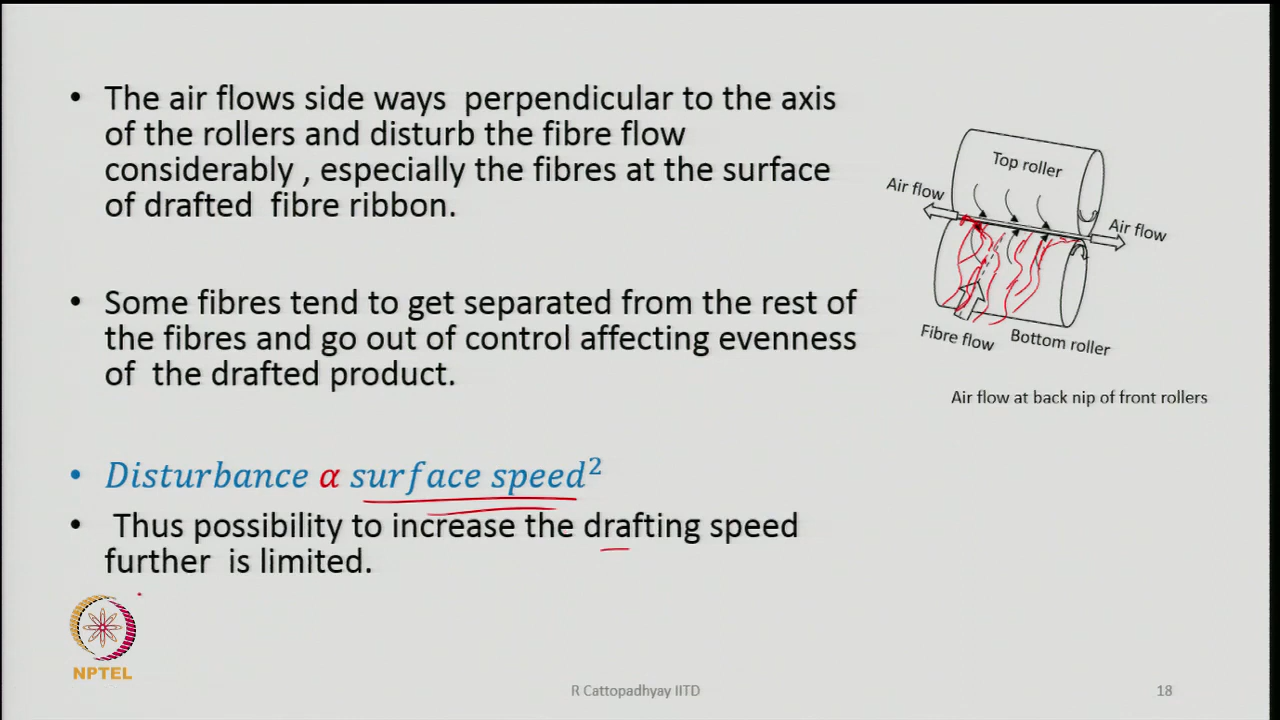 • The air flows side ways perpendicular to the axis
of the rollers and disturb the fibre flow
considerably , especially the fibres at the surface
of drafted fibre ribbon.
• Some fibres tend to get separated from the rest of
the fibres and go out of control affecting evenness
of the drafted product.
• Disturbance α surface speed²
• Thus possibility to increase the drafting speed
further is limited.
Top roller
Air flow
Air flow
Fibre flow
Bottom roller
Air flow at back nip of front rollers
NPTEL
R Cattopadhyay IITD
18